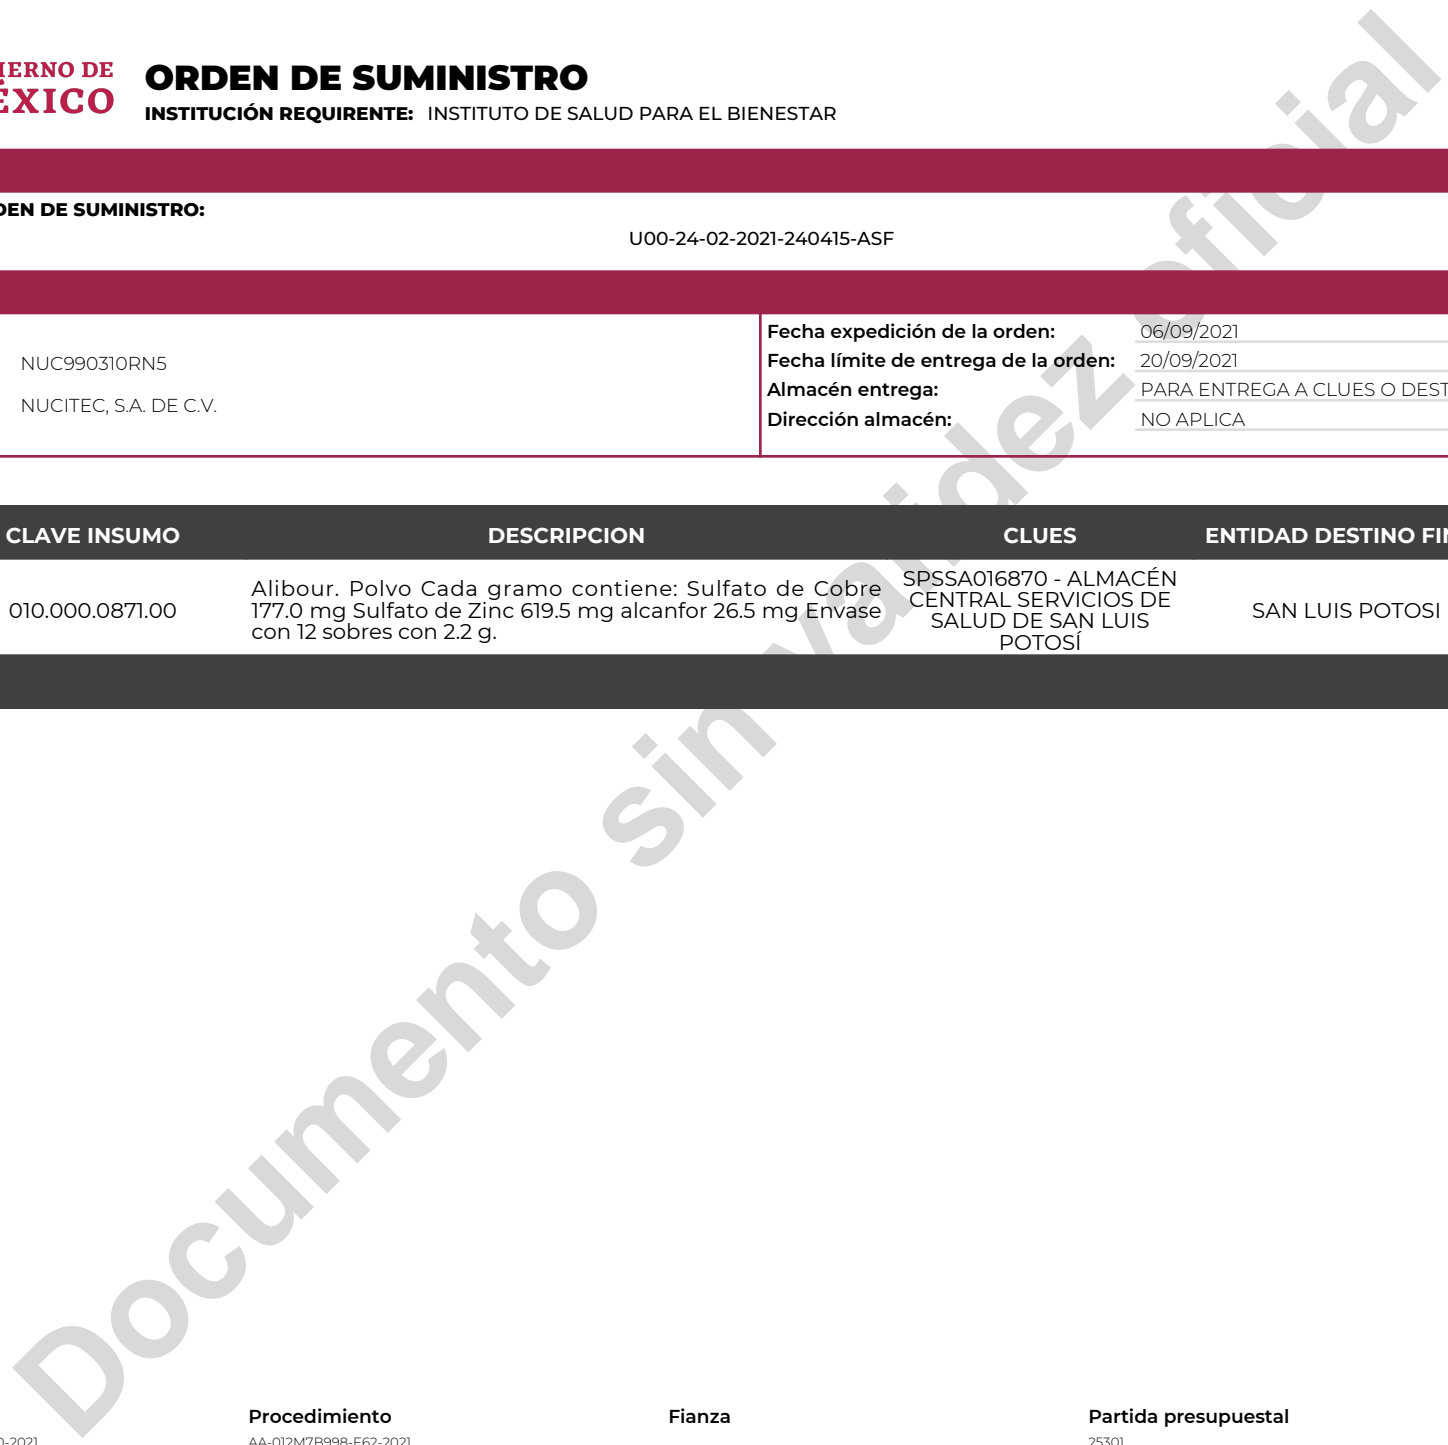 IERNO DE
ÉXICO
ORDEN DE SUMINISTRO
INSTITUCIÓN REQUIRENTE: INSTITUTO DE SALUD PARA EL BIENESTAR
DEN DE SUMINISTRO:
U00-24-02-2021-240415-ASF
NUC990310RN5
NUCITEC, S.A. DE C.V.
Fecha expedición de la orden: 06/09/2021
Fecha límite de entrega de la orden: 20/09/2021
Almacén entrega: PARA ENTREGA A CLUES O DEST
Dirección almacén: NO APLICA
CLAVE INSUMO DESCRIPCION CLUES ENTIDAD DESTINO FIN
010.000.0871.00
Alibour. Polvo Cada gramo contiene: Sulfato de Cobre
177.0 mg Sulfato de Zinc 619.5 mg alcanfor 26.5 mg Envase
con 12 sobres con 2.2 g.
SPSSA016870 - ALMACÉN
CENTRAL SERVICIOS DE
SALUD DE SAN LUIS
POTOSÍ
SAN LUIS POTOSI
Documento sin validez oficial
Procedimiento Fianza Partida presupuestal
0-2021 AA-012M7B998-E62-2021 25301